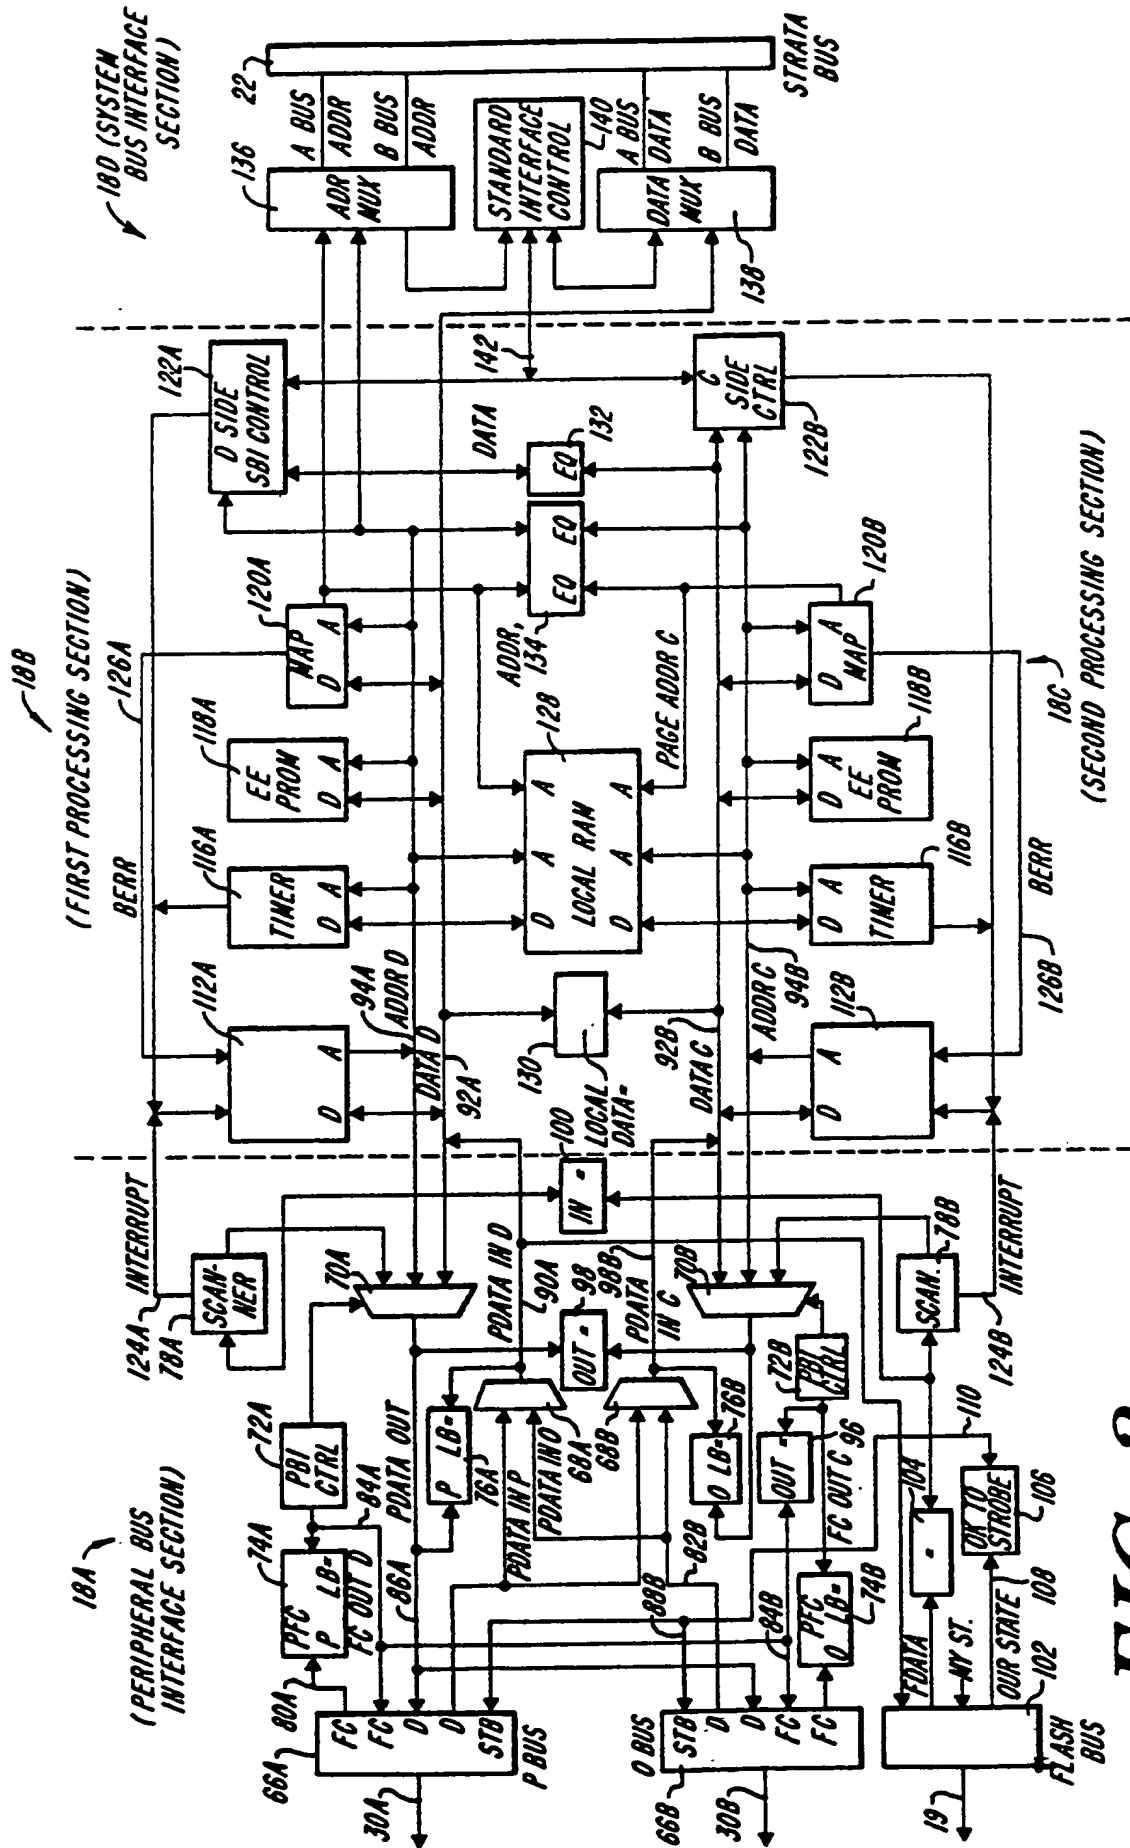 18A
(PERIPHERAL BUS
INTERFACE SECTION)
18B
(FIRST PROCESSING SECTION)
18D (SYSTEM
BUS INTERFACE
SECTION)
124A
INTERRUPT
78A
SCAN-
NER
72A
PBI
CTRL
74A
PFC
P LB=
84A
FC OUT D
80A
66A
FC
FC
D
D
STB
P BUS
30A
86A
PDATA OUT
P LB=
76A
70A
PDATA IN P
PDATA IN O
68A
PDATA IN D
90A
OUT =
98
68B
PDATA
IN C
98B
IN =
100
70B
O LB=
76B
72B
PBI
CTRL
OUT =
96
FC OUT C
82B
88B
84B
PFC
O LB=
74B
O BUS
STB
D
D
FC
FC
66B
30B
78B
SCAN.
124B
INTERRUPT
110
104
=
OK TO
STROBE
106
108
FDATA
MY ST.
OUR STATE
102
FLASH
BUS
19
BERR
126A
112A
D A
116A
TIMER
D A
118A
EE
PROM
D A
120A
MAP
D A
122A
D SIDE
SBI CONTROL
94A
ADDR D
DATA D
92A
130
LOCAL
DATA=
128
LOCAL RAM
D A A
D A A
ADDR,
134
EQ EQ
DATA
EQ
132
142
PAGE ADDR C
92B
DATA C
ADDR C
94B
112B
D A
116B
TIMER
D A
118B
EE
PROM
D A
120B
MAP
D A
122B
C
SIDE
CTRL
126B
BERR
18C
(SECOND PROCESSING SECTION)
136
ADR
MUX
A BUS
ADDR
B BUS
ADDR
22
STANDARD
INTERFACE
CONTROL
140
DATA
MUX
138
A BUS
DATA
B BUS
DATA
STRATA
BUS